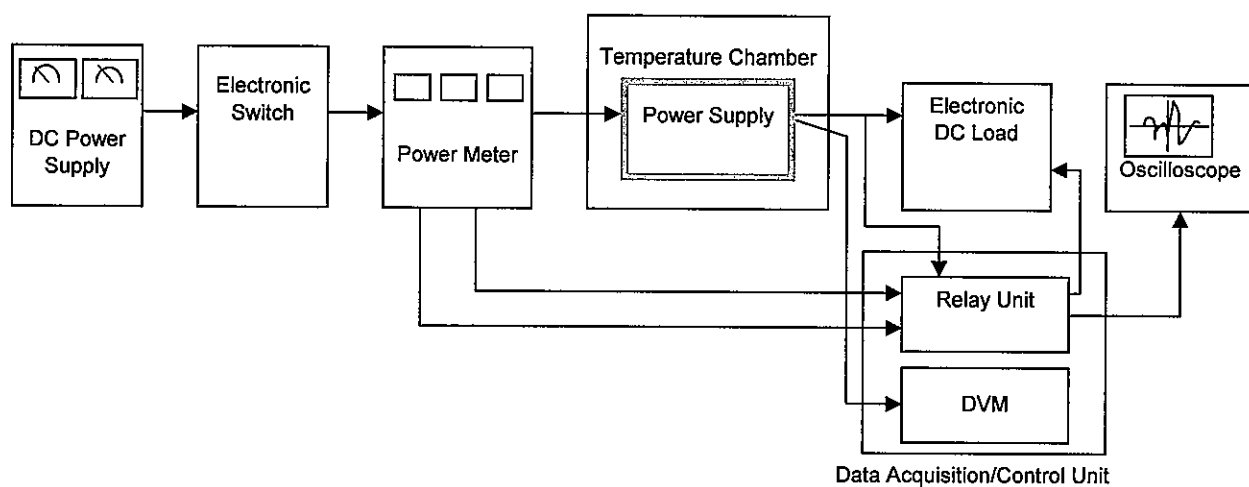 DC Power
Supply
Electronic
Switch
Power Meter
Temperature Chamber
Power Supply
Electronic
DC Load
Oscilloscope
Relay Unit
DVM
Data Acquisition/Control Unit